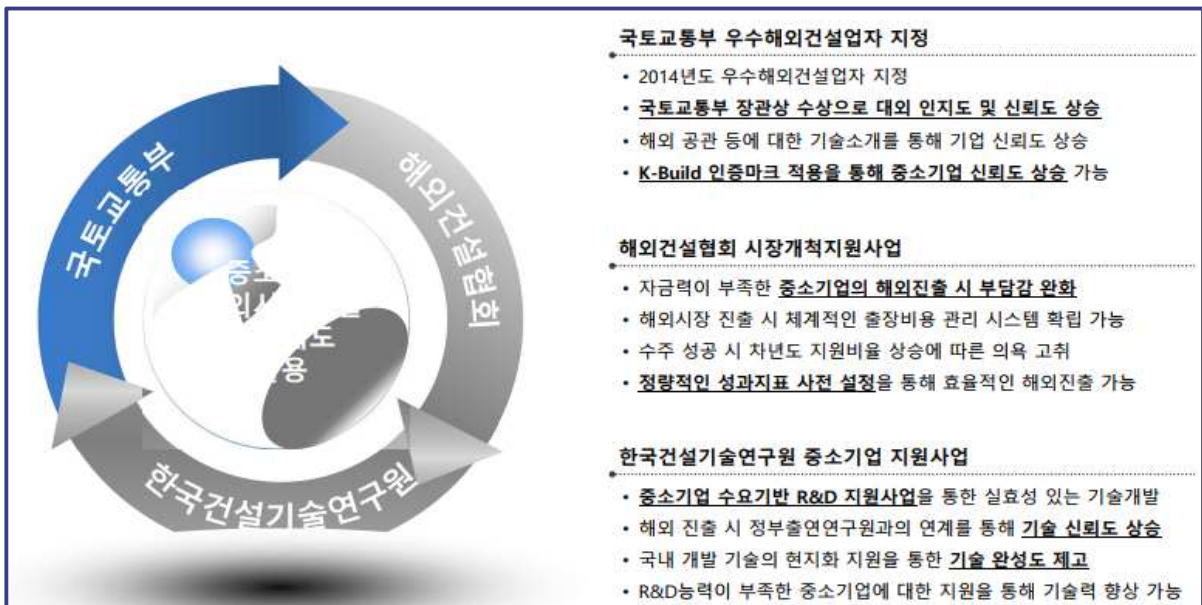 국토교통부
해외건설협회
한국건설기술연구원
국토교통부 우수해외건설업자 지정
• 2014년도 우수해외건설업자 지정
• 국토교통부 장관상 수상으로 대외 인지도 및 신뢰도 상승
• 해외 공관 등에 대한 기술소개를 통해 기업 신뢰도 상승
• K-Build 인증마크 적용을 통해 중소기업 신뢰도 상승 가능
해외건설협회 시장개척지원사업
• 자금력이 부족한 중소기업의 해외진출 시 부담감 완화
• 해외시장 진출 시 체계적인 출장비용 관리 시스템 확립 가능
• 수주 성공 시 차년도 지원비율 상승에 따른 의욕 고취
• 정량적인 성과지표 사전 설정을 통해 효율적인 해외진출 가능
한국건설기술연구원 중소기업 지원사업
• 중소기업 수요기반 R&D 지원사업을 통한 실효성 있는 기술개발
• 해외 진출 시 정부출연연구원과의 연계를 통해 기술 신뢰도 상승
• 국내 개발 기술의 현지화 지원을 통한 기술 완성도 제고
• R&D능력이 부족한 중소기업에 대한 지원을 통해 기술력 향상 가능